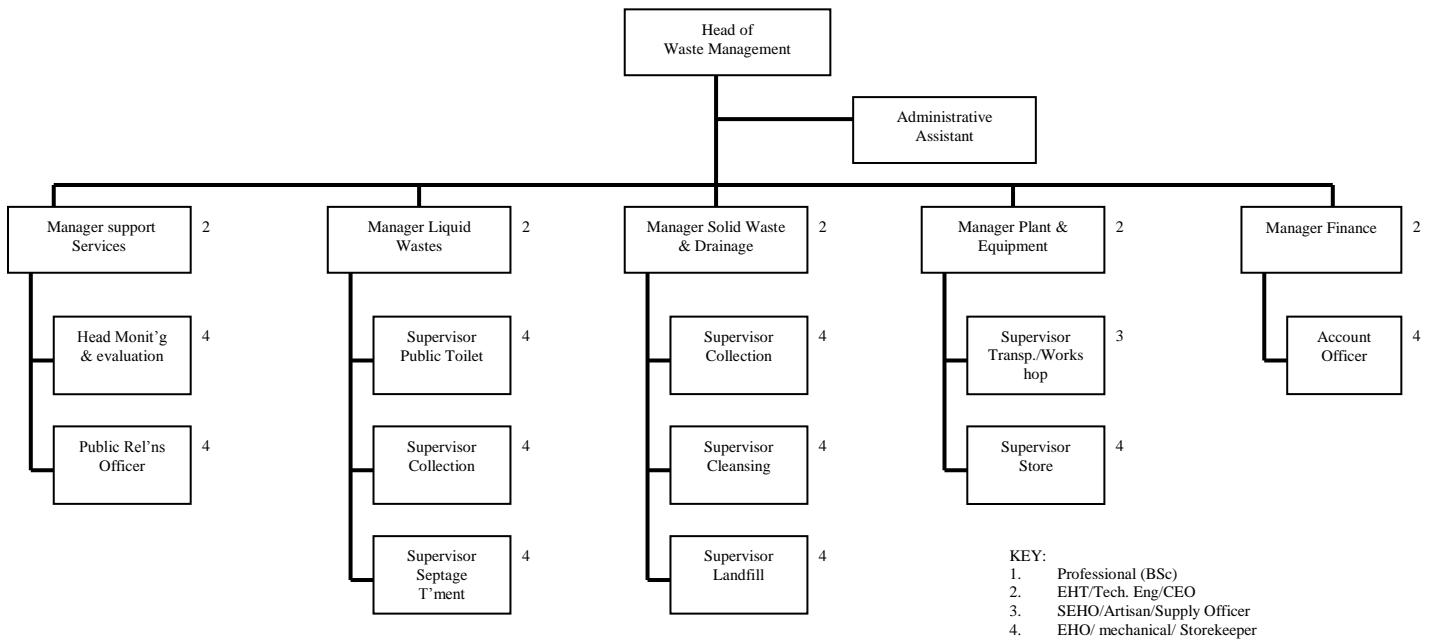 Head of
Waste Management
Administrative
Assistant
Manager support
Services
2
Manager Liquid
Wastes
2
Manager Solid Waste
& Drainage
2
Manager Plant &
Equipment
2
Manager Finance
2
Head Monit'g
& evaluation
4
Supervisor
Public Toilet
4
Supervisor
Collection
4
Supervisor
Transp./Works
hop
3
Account
Officer
4
Public Rel'ns
Officer
4
Supervisor
Collection
4
Supervisor
Cleansing
4
Supervisor
Store
4
Supervisor
Septage
T'ment
4
Supervisor
Landfill
4
KEY:
1. Professional (BSc)
2. EHT/Tech. Eng/CEO
3. SEHO/Artisan/Supply Officer
4. EHO/ mechanical/ Storekeeper